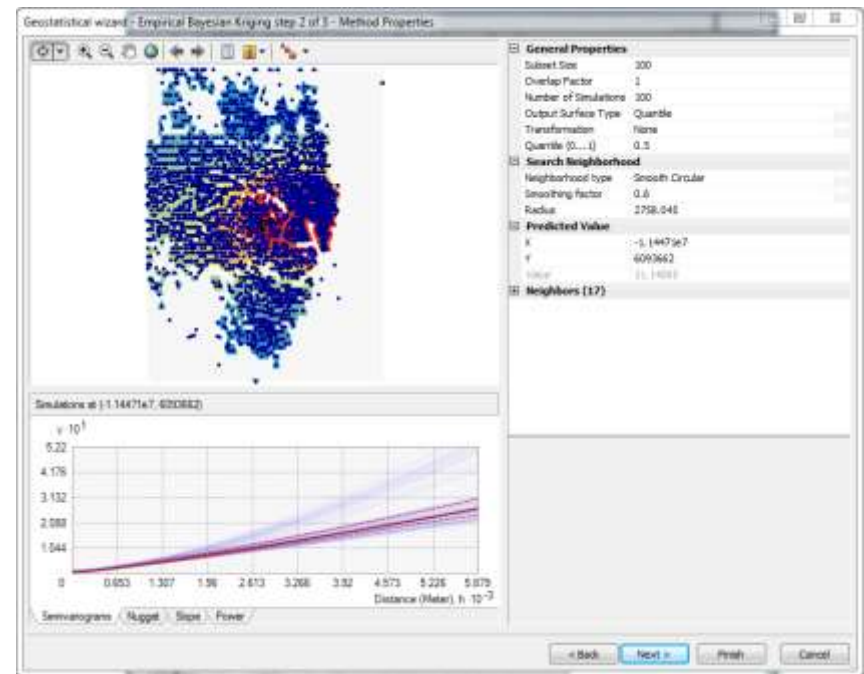 Geostatistical wizard - Empirical Bayesian Kriging step 2 of 3 - Method Properties
General Properties
Subset Size 100
Overlap Factor 1
Number of Simulations 100
Output Surface Type Quantile
Transformation None
Quantile (0....1) 0.5
Search Neighborhood
Neighborhood type Smooth Circular
Smoothing factor 0.6
Radius 2758.045
Predicted Value
X -1.14471e7
Y 6093662
Value
Neighbors (17)
Simulations at (-1.14471e7, 6093662)
γ 10¹
5.22
4.176
3.132
2.088
1.044
0 0.653 1.307 1.96 2.613 3.266 3.92 4.573 5.226 5.879
Distance (Meter), h 10⁻³
Semivariograms Nugget Slope Power
< Back Next > Finish Cancel